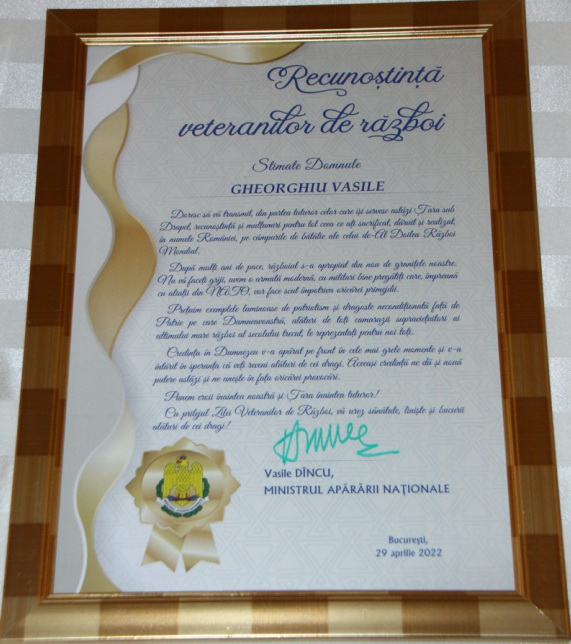 Recunoștință
veteranilor de război
Stimate Domnule
GHEORGHIU VASILE
Doresc să vă transmit, din partea tuturor celor care își servesc astăzi Țara sub
Drapel, recunoștință și mulțumiri pentru tot ceea ce ați sacrificat, dăruit și realizat,
în numele României, pe câmpurile de bătălie ale celui de-Al Doilea Război
Mondial.
După mulți ani de pace, războiul s-a apropiat din nou de granițele noastre.
Nu vă faceți griji, avem o armată modernă, cu militari bine pregătiți care, împreună
cu aliații din NATO, vor face scut împotriva oricărei primejdii.
Prețuim exemplele luminoase de patriotism și dragoste necondiționată față de
Patrie pe care Dumneavoastră, alături de toți camarazii supraviețuitori ai
ultimului mare război al secolului trecut, le reprezentați pentru noi toți.
Credința în Dumnezeu v-a apărat pe front în cele mai grele momente și v-a
întărit în speranța că veți reveni alături de cei dragi. Aceeași credință ne dă și nouă
putere astăzi și ne unește în fața oricărei provocări.
Punem eroii înaintea noastră și Țara înaintea tuturor!
Cu prilejul Zilei Veteranilor de Război, vă urez sănătate, liniște și bucurii
alături de cei dragi!
Vasile DÎNCU,
MINISTRUL APĂRĂRII NAȚIONALE
București,
29 aprilie 2022